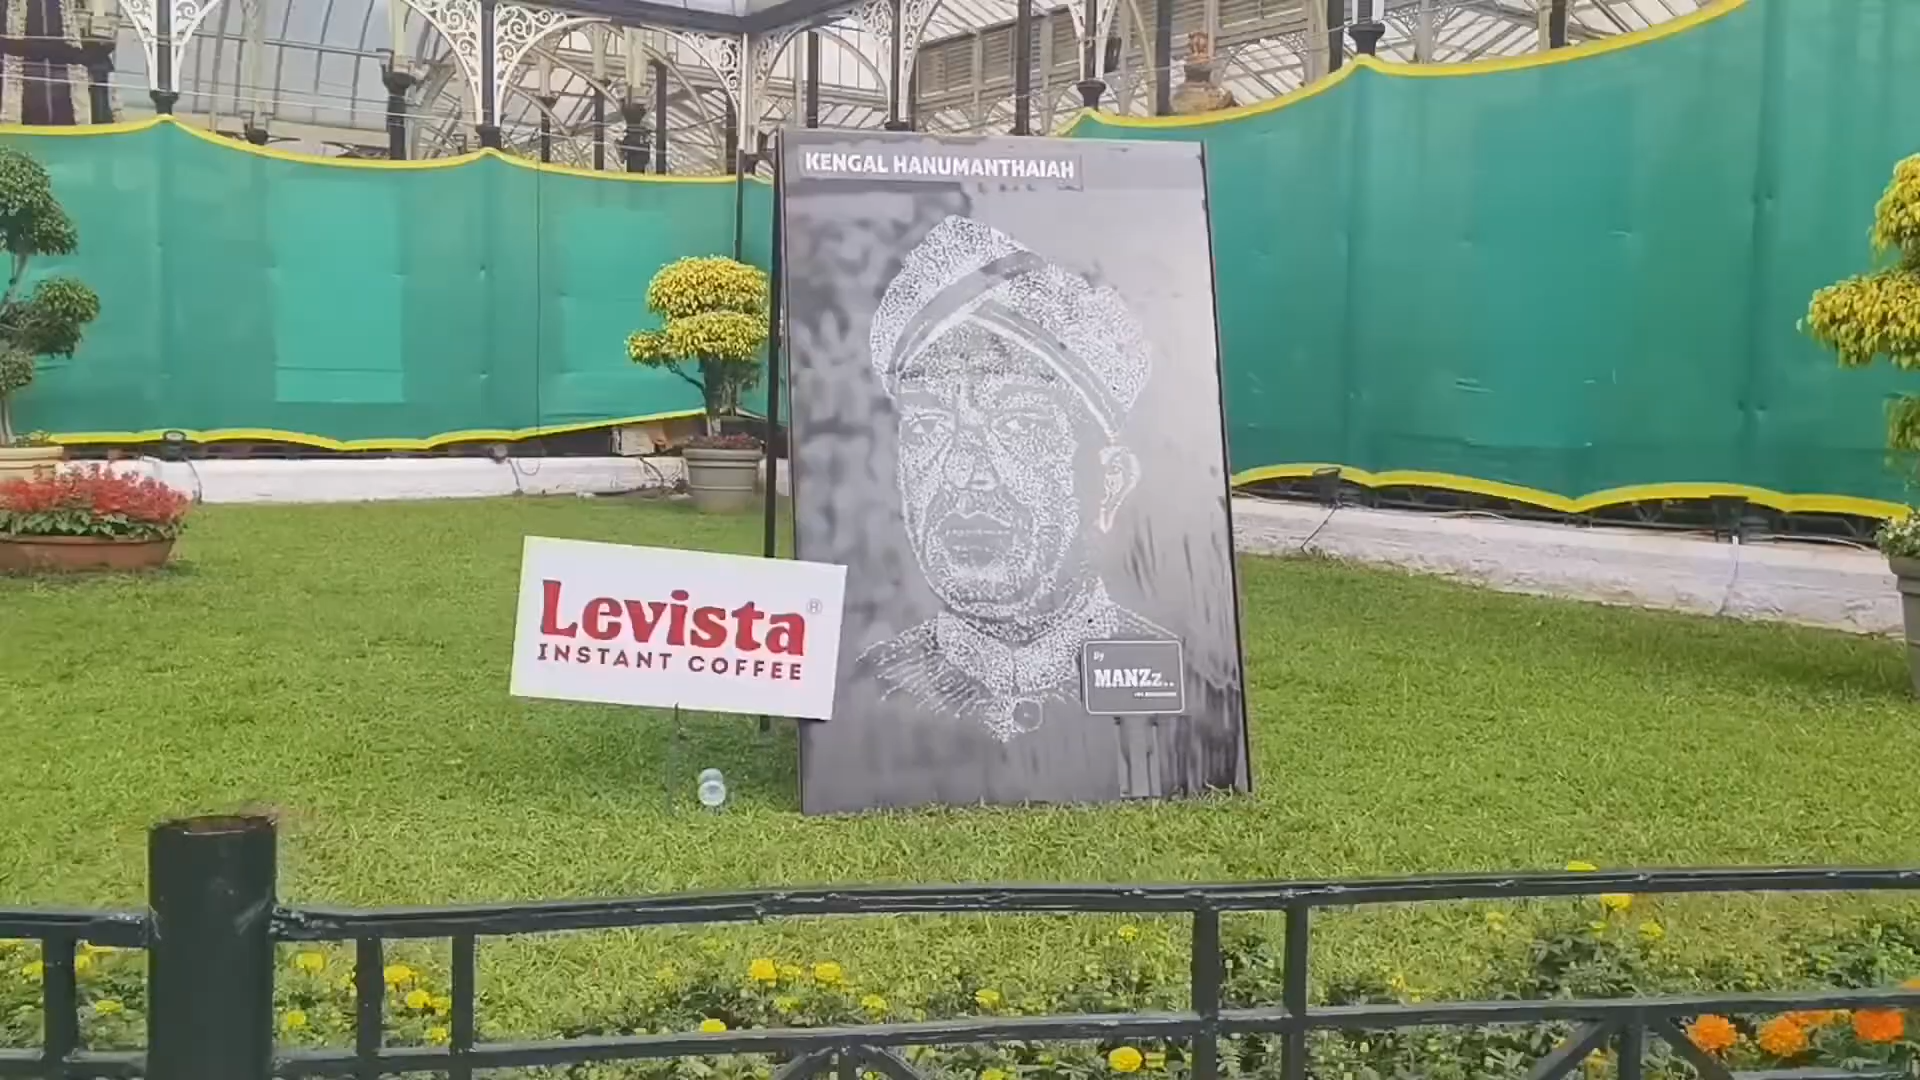 KENGAL HANUMANTHAIAH
Levista®
INSTANT COFFEE
By
MANZz..